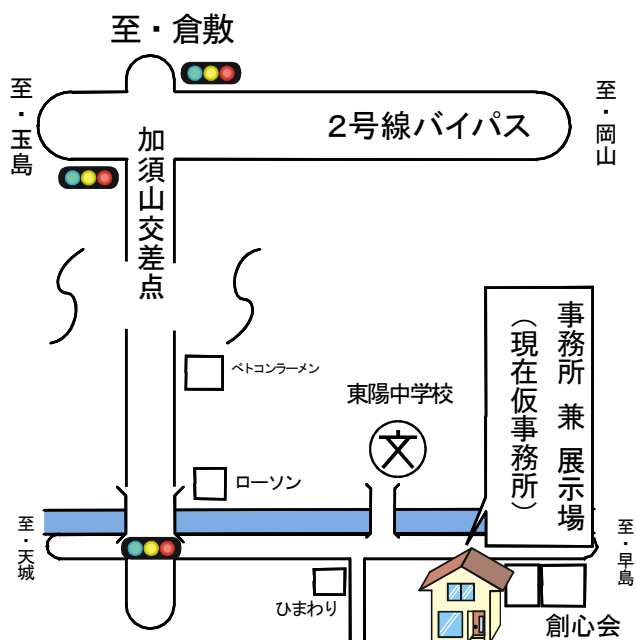 至・倉敷
至・玉島
２号線バイパス
至・岡山
加須山交差点
ペトコンラーメン
東陽中学校
文
事務所 兼 展示場
（現在仮事務所）
ローソン
至・天城
至・早島
ひまわり
創心会